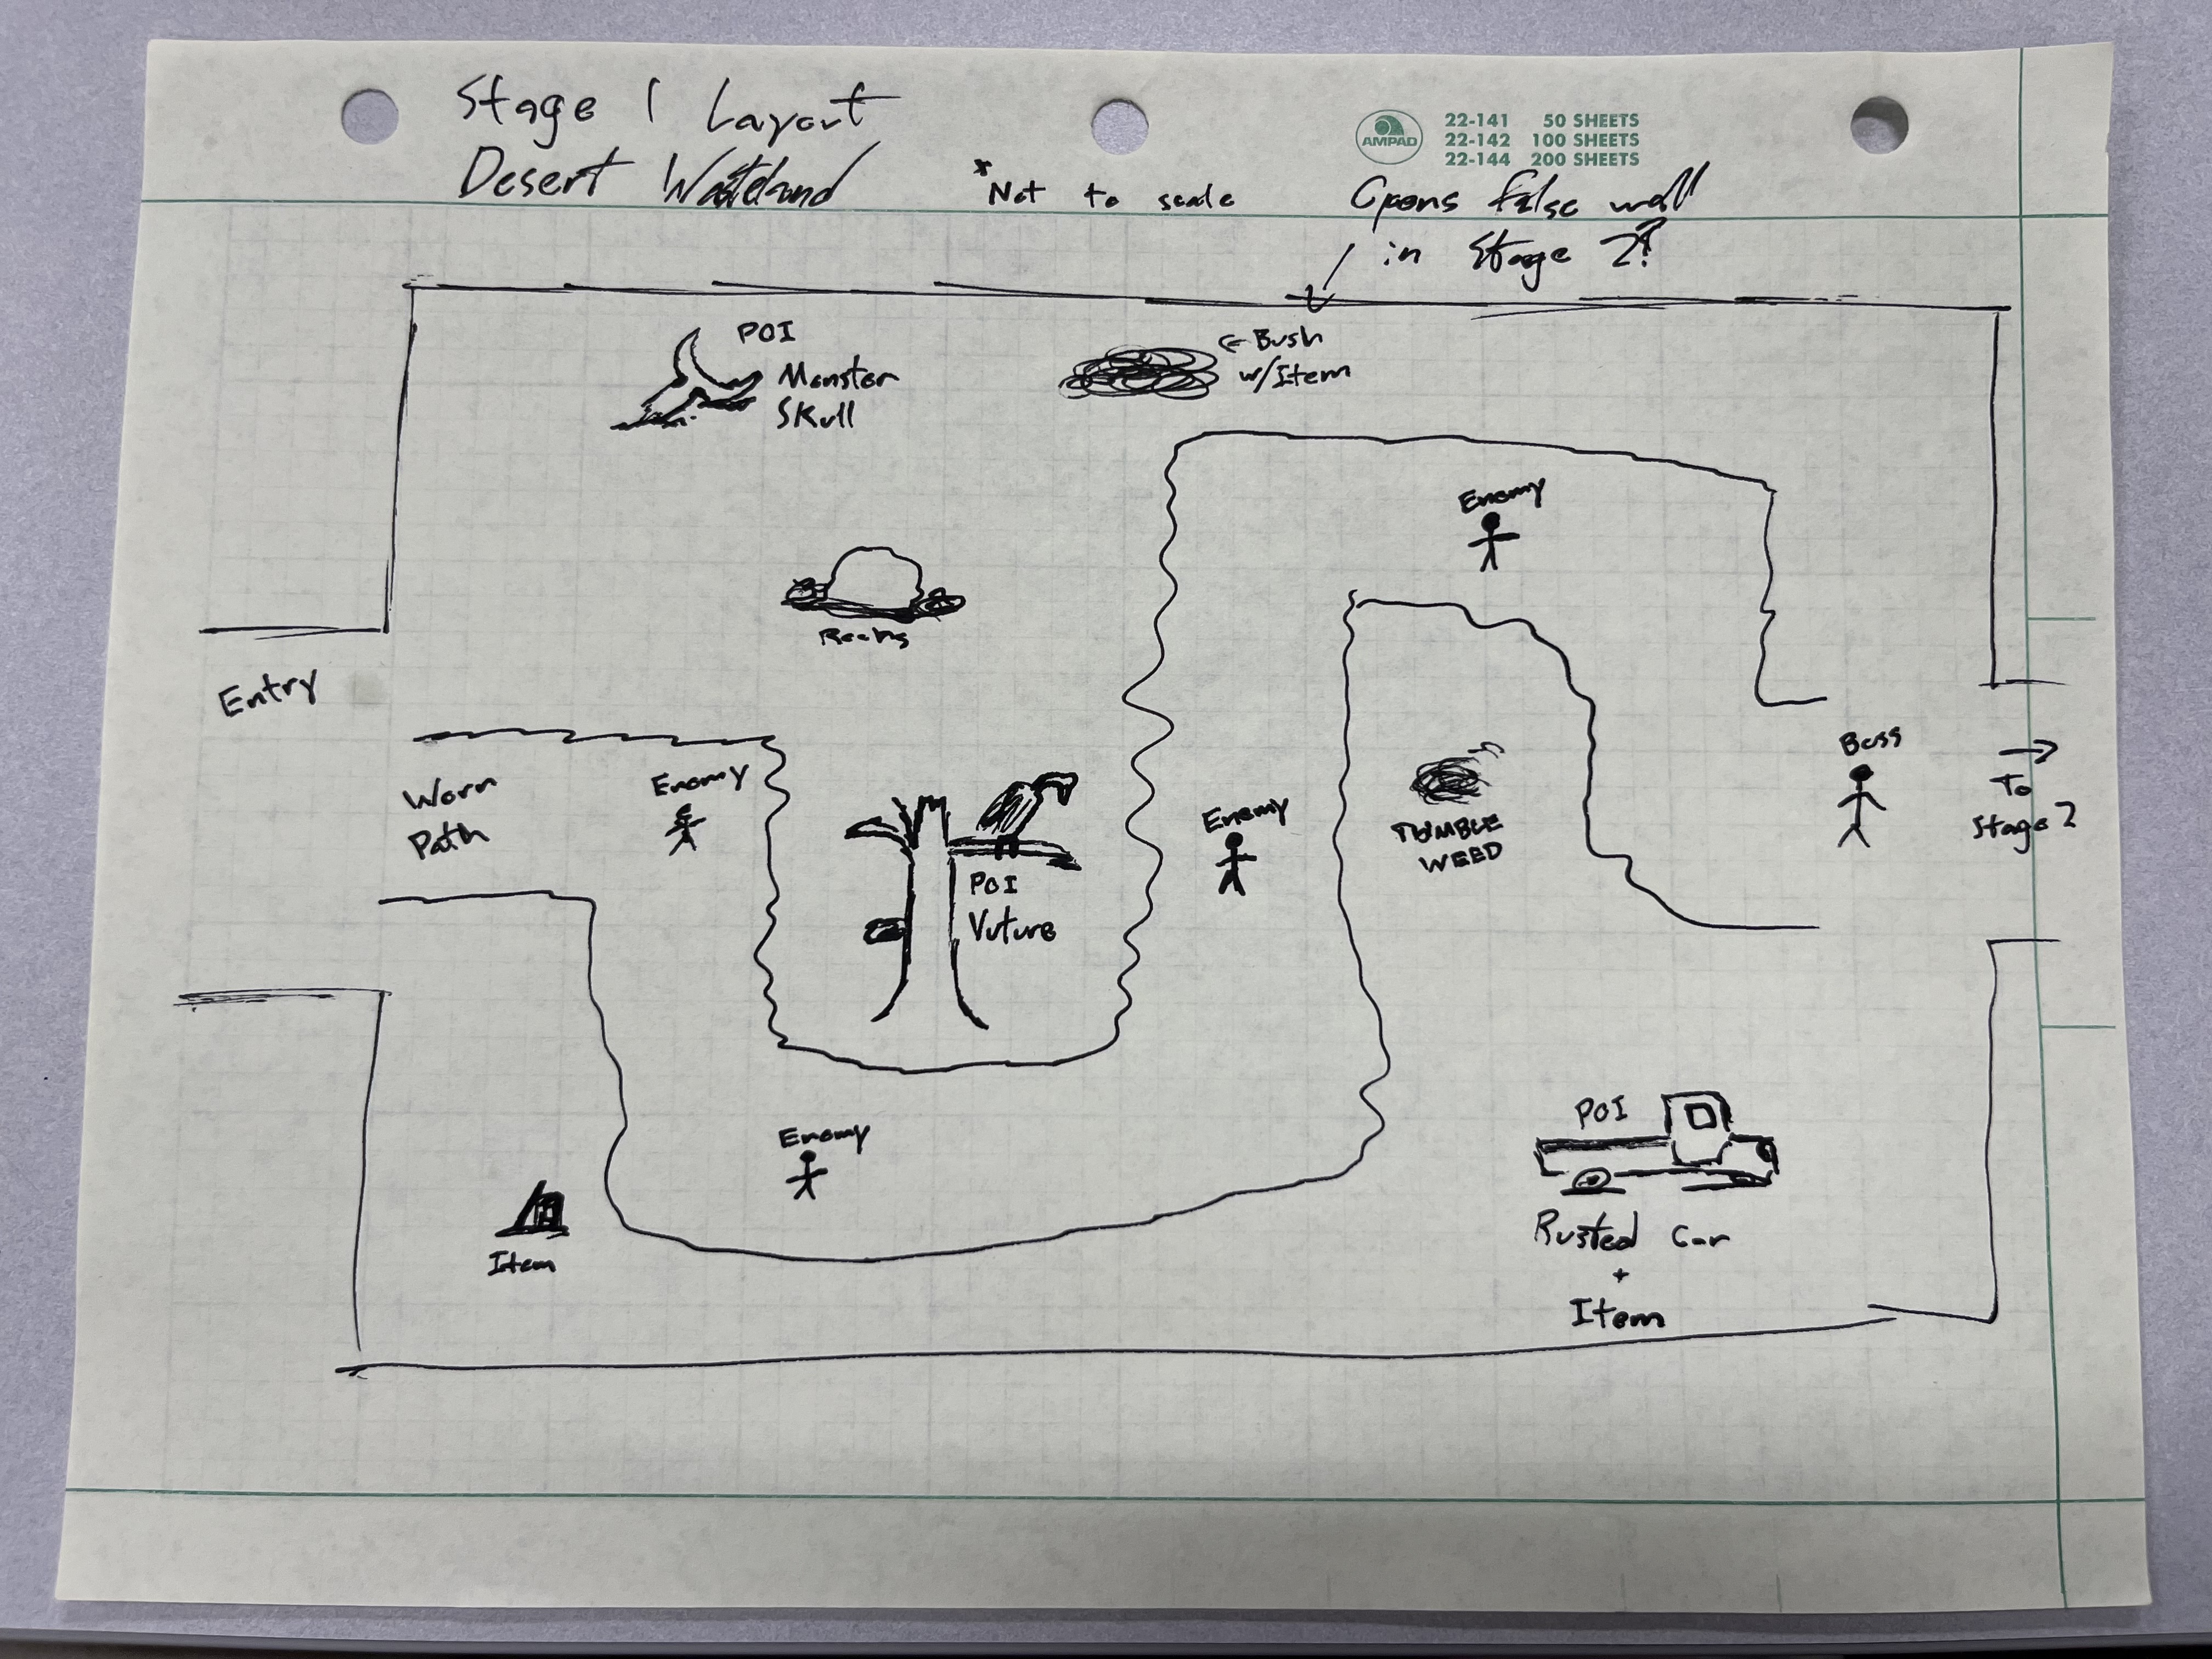 Stage 1 Layout
Desert Wasteland
*Not to scale
AMPAD
22-141 50 SHEETS
22-142 100 SHEETS
22-144 200 SHEETS
Opens false wall
in Stage 2?
POI
Monster
Skull
← Bush
w/Item
Enemy
Rocks
Entry
Worn
Path
Enemy
POI
Vuture
Enemy
TUMBLE
WEED
Boss
→
To
Stage 2
Enemy
Item
POI
Rusted Car
+
Item